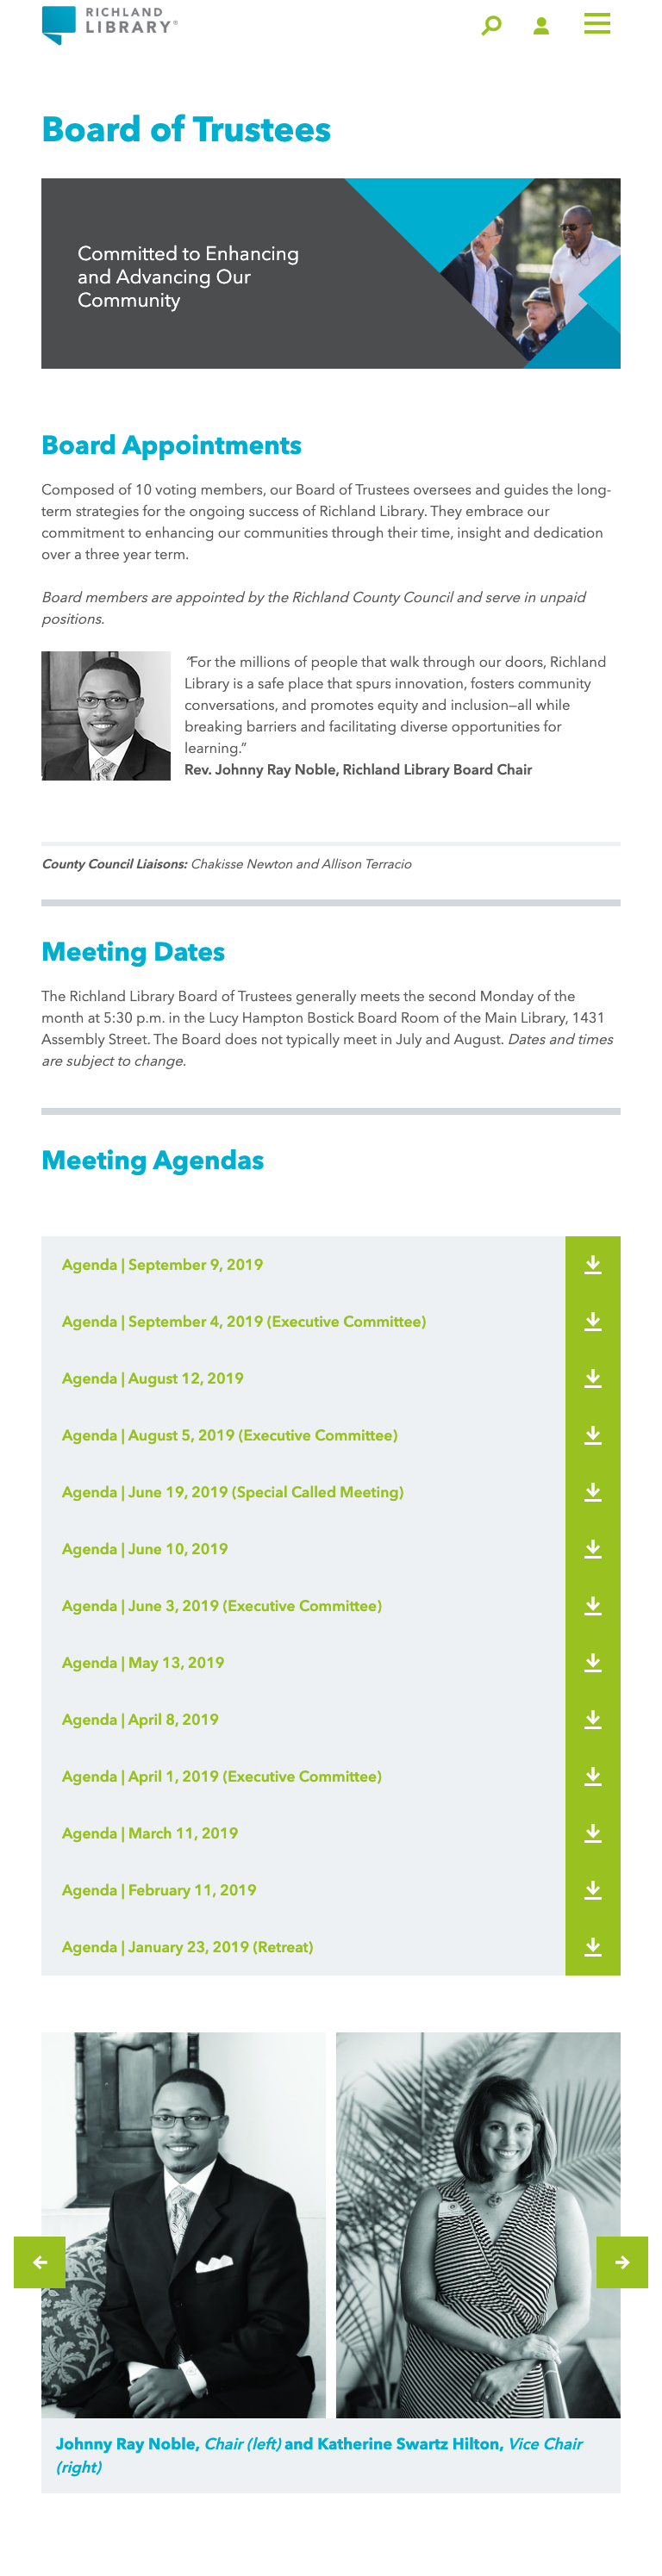 RICHLAND
LIBRARY®
Board of Trustees
Committed to Enhancing
and Advancing Our
Community
Board Appointments
Composed of 10 voting members, our Board of Trustees oversees and guides the long-
term strategies for the ongoing success of Richland Library. They embrace our
commitment to enhancing our communities through their time, insight and dedication
over a three year term.
Board members are appointed by the Richland County Council and serve in unpaid
positions.
“For the millions of people that walk through our doors, Richland
Library is a safe place that spurs innovation, fosters community
conversations, and promotes equity and inclusion—all while
breaking barriers and facilitating diverse opportunities for
learning.”
Rev. Johnny Ray Noble, Richland Library Board Chair
County Council Liaisons: Chakisse Newton and Allison Terracio
Meeting Dates
The Richland Library Board of Trustees generally meets the second Monday of the
month at 5:30 p.m. in the Lucy Hampton Bostick Board Room of the Main Library, 1431
Assembly Street. The Board does not typically meet in July and August. Dates and times
are subject to change.
Meeting Agendas
Agenda | September 9, 2019
Agenda | September 4, 2019 (Executive Committee)
Agenda | August 12, 2019
Agenda | August 5, 2019 (Executive Committee)
Agenda | June 19, 2019 (Special Called Meeting)
Agenda | June 10, 2019
Agenda | June 3, 2019 (Executive Committee)
Agenda | May 13, 2019
Agenda | April 8, 2019
Agenda | April 1, 2019 (Executive Committee)
Agenda | March 11, 2019
Agenda | February 11, 2019
Agenda | January 23, 2019 (Retreat)
Johnny Ray Noble, Chair (left) and Katherine Swartz Hilton, Vice Chair
(right)